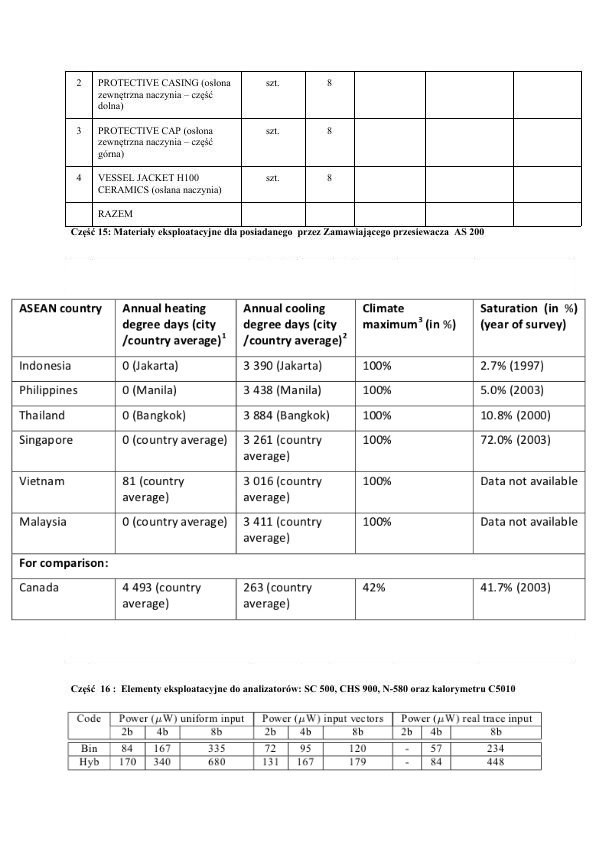 2 PROTECTIVE CASING (osłona szt. 8
zewnętrzna naczynia – część
dolna)
3 PROTECTIVE CAP (osłona szt. 8
zewnętrzna naczynia – część
górna)
4 VESSEL JACKET H100 szt. 8
CERAMICS (osłana naczynia)
RAZEM
Część 15: Materiały eksploatacyjne dla posiadanego przez Zamawiającego przesiewacza AS 200
ASEAN country Annual heating Annual cooling Climate Saturation (in %)
degree days (city degree days (city maximum³ (in %) (year of survey)
/country average)¹ /country average)²
Indonesia 0 (Jakarta) 3 390 (Jakarta) 100% 2.7% (1997)
Philippines 0 (Manila) 3 438 (Manila) 100% 5.0% (2003)
Thailand 0 (Bangkok) 3 884 (Bangkok) 100% 10.8% (2000)
Singapore 0 (country average) 3 261 (country 100% 72.0% (2003)
average)
Vietnam 81 (country 3 016 (country 100% Data not available
average) average)
Malaysia 0 (country average) 3 411 (country 100% Data not available
average)
For comparison:
Canada 4 493 (country 263 (country 42% 41.7% (2003)
average) average)
Część 16 : Elementy eksploatacyjne do analizatorów: SC 500, CHS 900, N-580 oraz kalorymetru C5010
Code Power (μW) uniform input Power (μW) input vectors Power (μW) real trace input
2b 4b 8b 2b 4b 8b 2b 4b 8b
Bin 84 167 335 72 95 120 - 57 234
Hyb 170 340 680 131 167 179 - 84 448